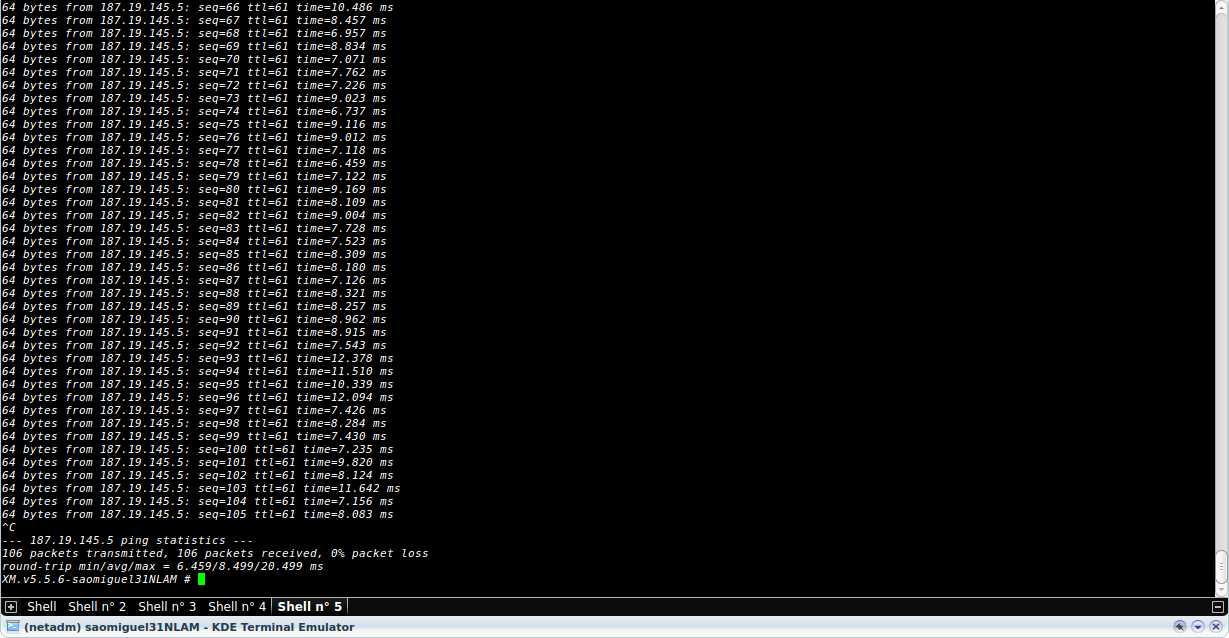 64 bytes from 187.19.145.5: seq=66 ttl=61 time=10.486 ms
64 bytes from 187.19.145.5: seq=67 ttl=61 time=8.457 ms
64 bytes from 187.19.145.5: seq=68 ttl=61 time=6.957 ms
64 bytes from 187.19.145.5: seq=69 ttl=61 time=8.834 ms
64 bytes from 187.19.145.5: seq=70 ttl=61 time=7.071 ms
64 bytes from 187.19.145.5: seq=71 ttl=61 time=7.762 ms
64 bytes from 187.19.145.5: seq=72 ttl=61 time=7.226 ms
64 bytes from 187.19.145.5: seq=73 ttl=61 time=9.023 ms
64 bytes from 187.19.145.5: seq=74 ttl=61 time=6.737 ms
64 bytes from 187.19.145.5: seq=75 ttl=61 time=9.116 ms
64 bytes from 187.19.145.5: seq=76 ttl=61 time=9.012 ms
64 bytes from 187.19.145.5: seq=77 ttl=61 time=7.118 ms
64 bytes from 187.19.145.5: seq=78 ttl=61 time=6.459 ms
64 bytes from 187.19.145.5: seq=79 ttl=61 time=7.122 ms
64 bytes from 187.19.145.5: seq=80 ttl=61 time=9.169 ms
64 bytes from 187.19.145.5: seq=81 ttl=61 time=8.109 ms
64 bytes from 187.19.145.5: seq=82 ttl=61 time=9.004 ms
64 bytes from 187.19.145.5: seq=83 ttl=61 time=7.728 ms
64 bytes from 187.19.145.5: seq=84 ttl=61 time=7.523 ms
64 bytes from 187.19.145.5: seq=85 ttl=61 time=8.309 ms
64 bytes from 187.19.145.5: seq=86 ttl=61 time=8.180 ms
64 bytes from 187.19.145.5: seq=87 ttl=61 time=7.126 ms
64 bytes from 187.19.145.5: seq=88 ttl=61 time=8.321 ms
64 bytes from 187.19.145.5: seq=89 ttl=61 time=8.257 ms
64 bytes from 187.19.145.5: seq=90 ttl=61 time=8.962 ms
64 bytes from 187.19.145.5: seq=91 ttl=61 time=8.915 ms
64 bytes from 187.19.145.5: seq=92 ttl=61 time=7.543 ms
64 bytes from 187.19.145.5: seq=93 ttl=61 time=12.378 ms
64 bytes from 187.19.145.5: seq=94 ttl=61 time=11.510 ms
64 bytes from 187.19.145.5: seq=95 ttl=61 time=10.339 ms
64 bytes from 187.19.145.5: seq=96 ttl=61 time=12.094 ms
64 bytes from 187.19.145.5: seq=97 ttl=61 time=7.426 ms
64 bytes from 187.19.145.5: seq=98 ttl=61 time=8.284 ms
64 bytes from 187.19.145.5: seq=99 ttl=61 time=7.430 ms
64 bytes from 187.19.145.5: seq=100 ttl=61 time=7.235 ms
64 bytes from 187.19.145.5: seq=101 ttl=61 time=9.820 ms
64 bytes from 187.19.145.5: seq=102 ttl=61 time=8.124 ms
64 bytes from 187.19.145.5: seq=103 ttl=61 time=11.642 ms
64 bytes from 187.19.145.5: seq=104 ttl=61 time=7.156 ms
64 bytes from 187.19.145.5: seq=105 ttl=61 time=8.083 ms
^C
--- 187.19.145.5 ping statistics ---
106 packets transmitted, 106 packets received, 0% packet loss
round-trip min/avg/max = 6.459/8.499/20.499 ms
XM.v5.5.6-saomiguel31NLAM #
Shell Shell n° 2 Shell n° 3 Shell n° 4 Shell n° 5
(netadm) saomiguel31NLAM - KDE Terminal Emulator